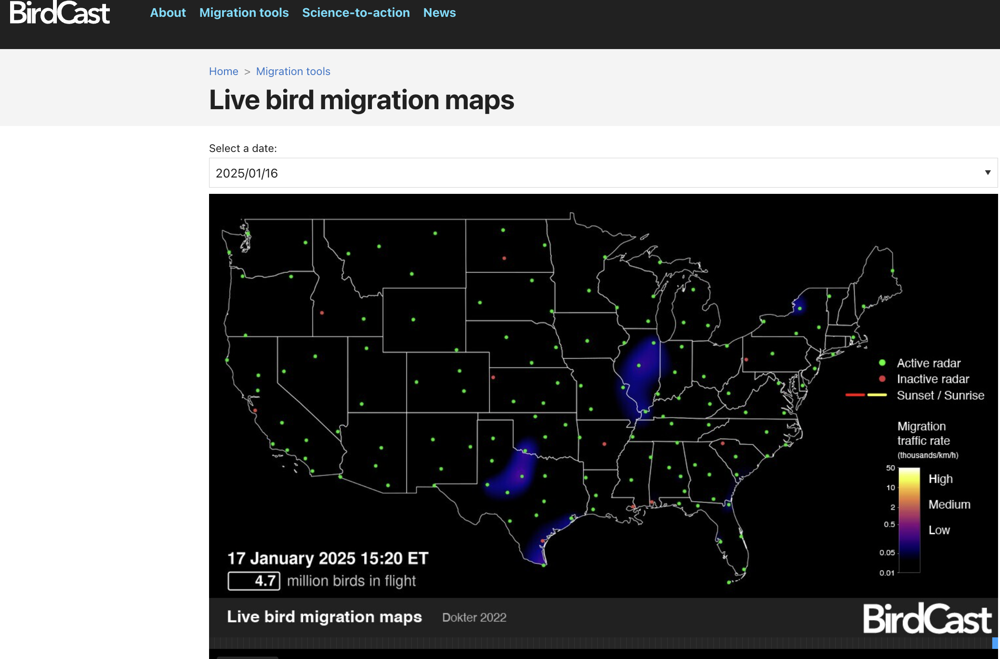 BirdCast
About Migration tools Science-to-action News
Home > Migration tools
Live bird migration maps
Select a date:
2025/01/16
Active radar
Inactive radar
Sunset / Sunrise
Migration
traffic rate
(thousands/km/h)
50
High
10
2
Medium
0.5
Low
0.05
0.01
17 January 2025 15:20 ET
4.7 million birds in flight
Live bird migration maps Dokter 2022
BirdCast